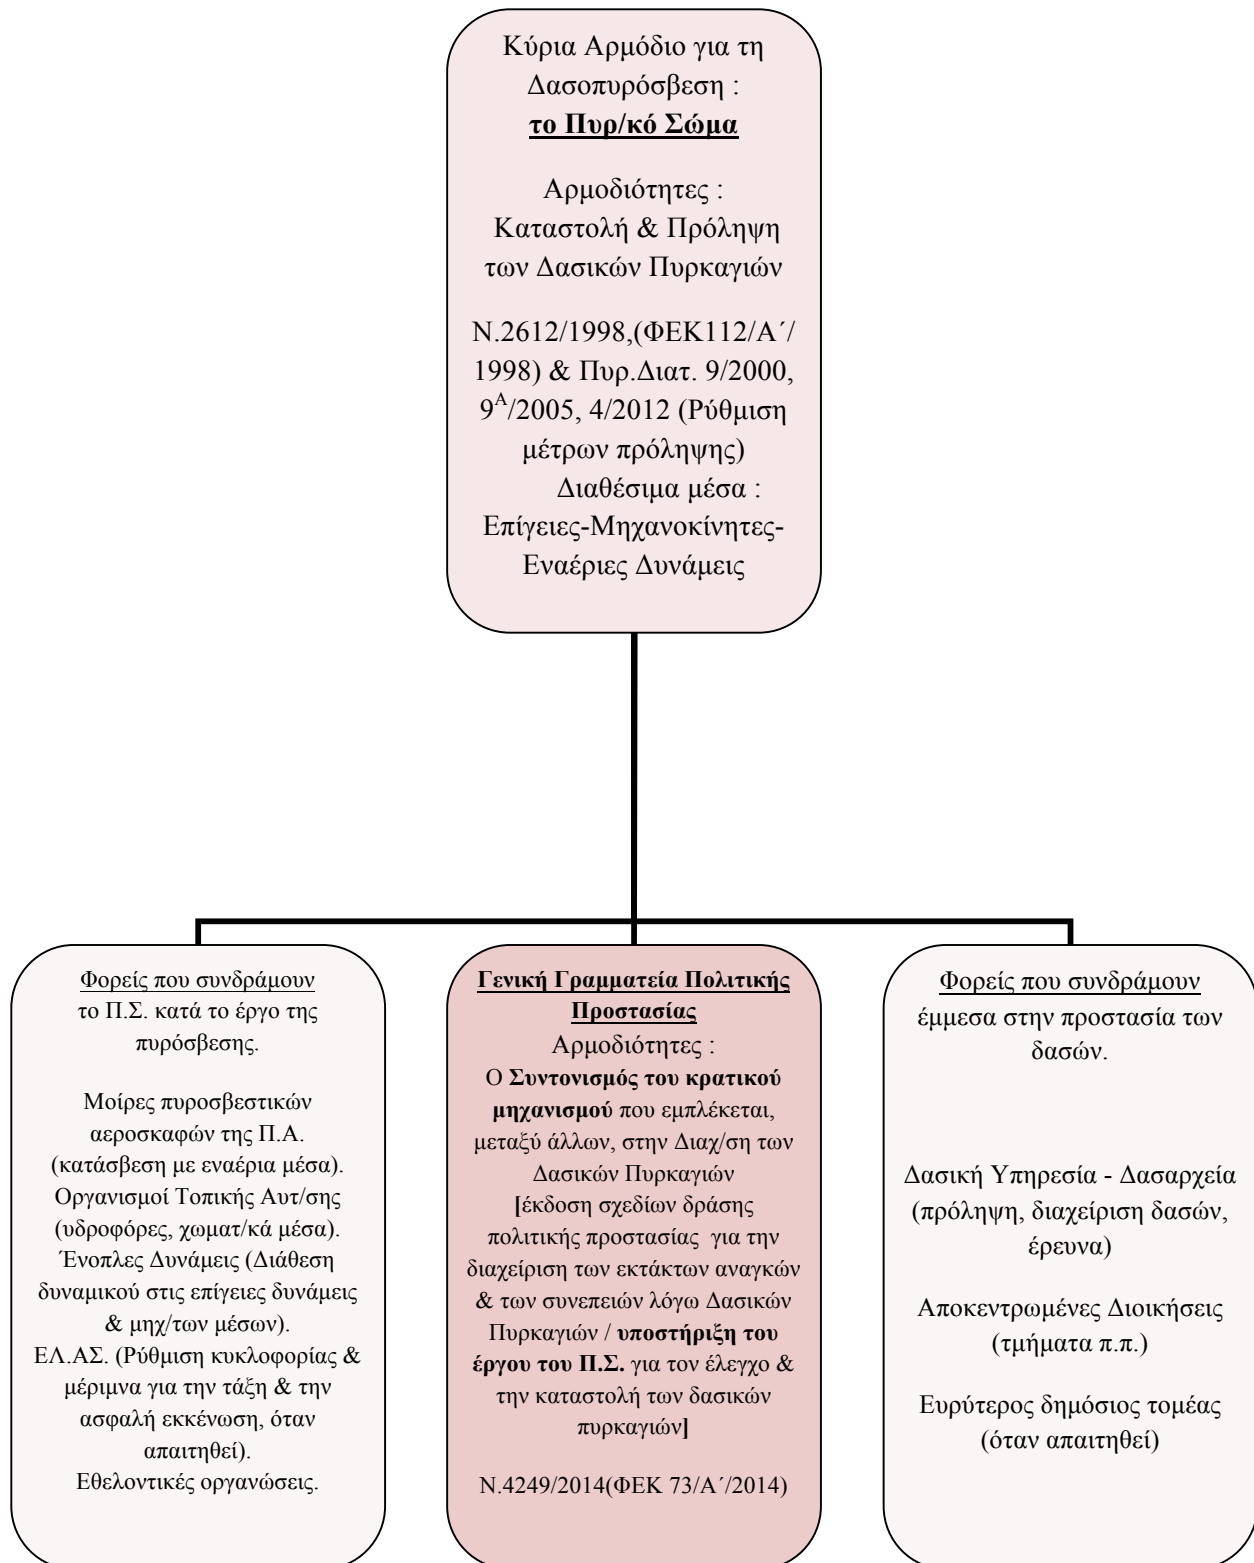 Κύρια Αρμόδιο για τη
Δασοπυρόσβεση :
το Πυρ/κό Σώμα
Αρμοδιότητες :
Καταστολή & Πρόληψη
των Δασικών Πυρκαγιών
Ν.2612/1998,(ΦΕΚ112/Α΄/
1998) & Πυρ.Διατ. 9/2000,
9Α/2005, 4/2012 (Ρύθμιση
μέτρων πρόληψης)
Διαθέσιμα μέσα :
Επίγειες-Μηχανοκίνητες-
Εναέριες Δυνάμεις
Φορείς που συνδράμουν
το Π.Σ. κατά το έργο της
πυρόσβεσης.
Μοίρες πυροσβεστικών
αεροσκαφών της Π.Α.
(κατάσβεση με εναέρια μέσα).
Οργανισμοί Τοπικής Αυτ/σης
(υδροφόρες, χωματ/κά μέσα).
Ένοπλες Δυνάμεις (Διάθεση
δυναμικού στις επίγειες δυνάμεις
& μηχ/των μέσων).
ΕΛ.ΑΣ. (Ρύθμιση κυκλοφορίας &
μέριμνα για την τάξη & την
ασφαλή εκκένωση, όταν
απαιτηθεί).
Εθελοντικές οργανώσεις.
Γενική Γραμματεία Πολιτικής
Προστασίας
Αρμοδιότητες :
Ο Συντονισμός του κρατικού
μηχανισμού που εμπλέκεται,
μεταξύ άλλων, στην Διαχ/ση των
Δασικών Πυρκαγιών
[έκδοση σχεδίων δράσης
πολιτικής προστασίας για την
διαχείριση των εκτάκτων αναγκών
& των συνεπειών λόγω Δασικών
Πυρκαγιών / υποστήριξη του
έργου του Π.Σ. για τον έλεγχο &
την καταστολή των δασικών
πυρκαγιών]
Ν.4249/2014(ΦΕΚ 73/Α΄/2014)
Φορείς που συνδράμουν
έμμεσα στην προστασία των
δασών.
Δασική Υπηρεσία - Δασαρχεία
(πρόληψη, διαχείριση δασών,
έρευνα)
Αποκεντρωμένες Διοικήσεις
(τμήματα π.π.)
Ευρύτερος δημόσιος τομέας
(όταν απαιτηθεί)